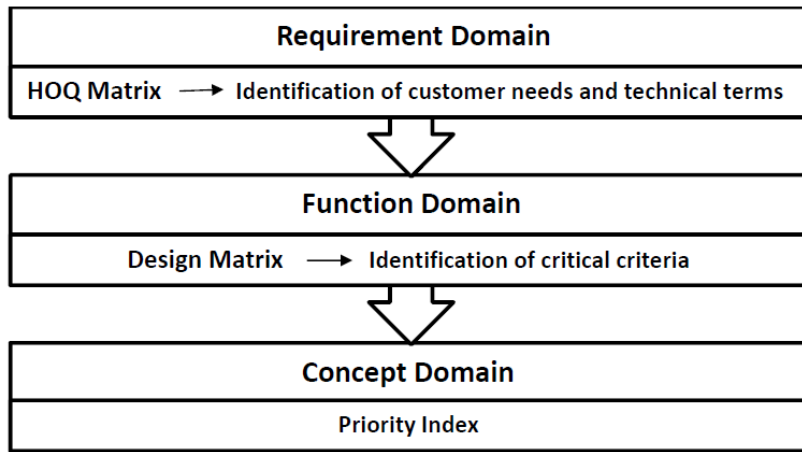 Requirement Domain
HOQ Matrix → Identification of customer needs and technical terms
Function Domain
Design Matrix → Identification of critical criteria
Concept Domain
Priority Index